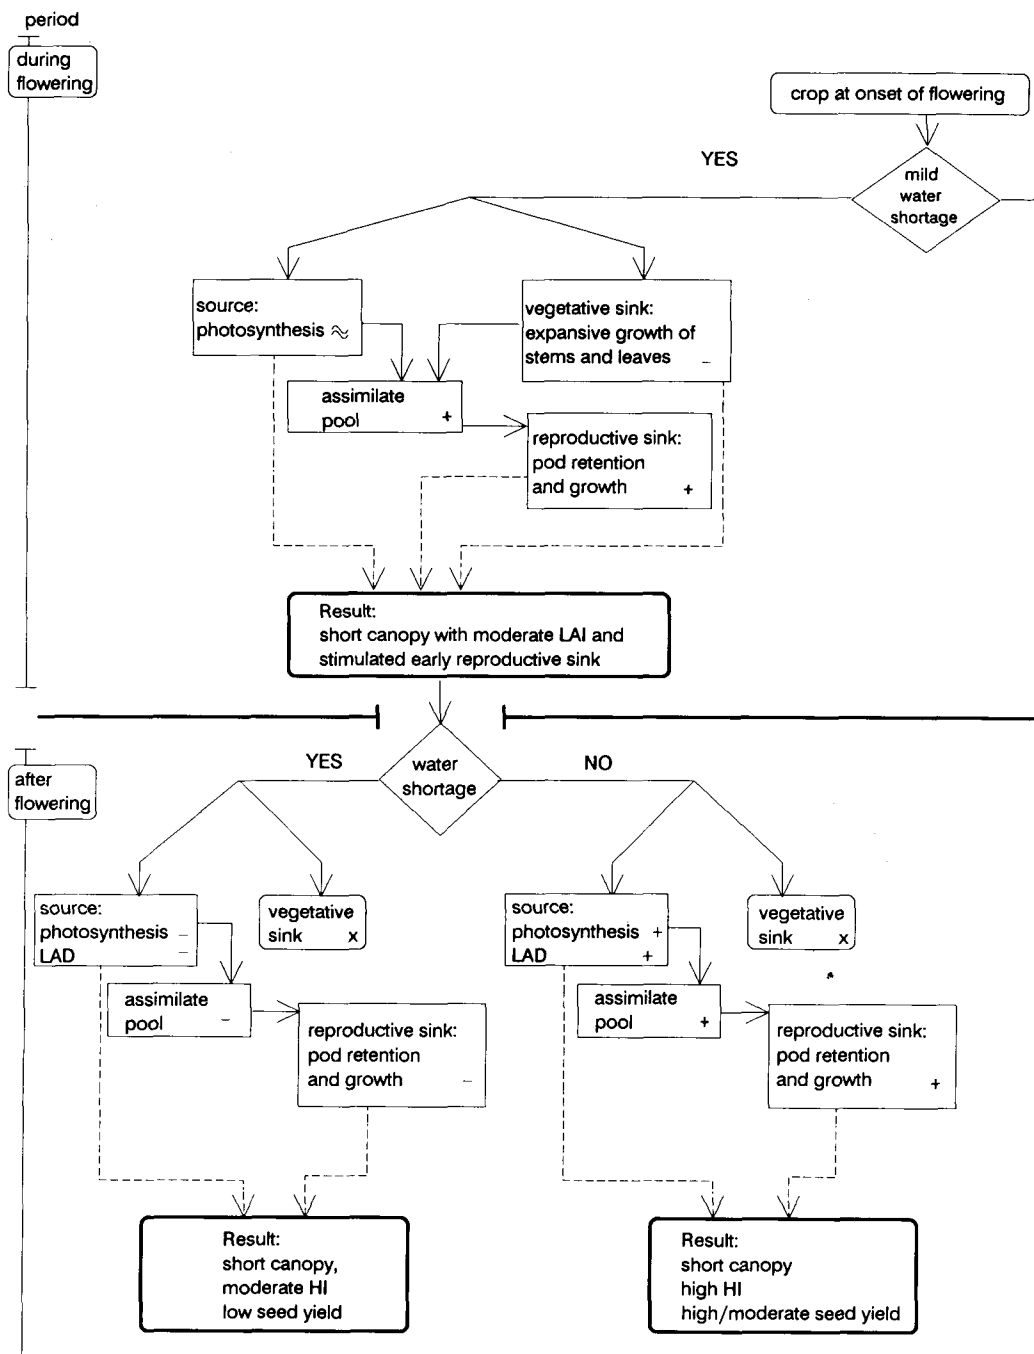 period
during
flowering
crop at onset of flowering
YES
mild
water
shortage
source:
photosynthesis ≈
vegetative sink:
expansive growth of
stems and leaves –
assimilate
pool +
reproductive sink:
pod retention
and growth +
Result:
short canopy with moderate LAI and
stimulated early reproductive sink
after
flowering
YES
water
shortage
NO
source:
photosynthesis –
LAD –
vegetative
sink x
assimilate
pool –
reproductive sink:
pod retention
and growth –
source:
photosynthesis +
LAD +
vegetative
sink x
assimilate
pool +
reproductive sink:
pod retention
and growth +
Result:
short canopy,
moderate HI
low seed yield
Result:
short canopy
high HI
high/moderate seed yield